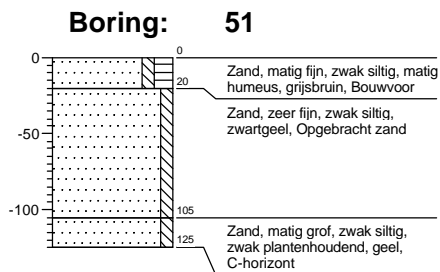 Boring: 51
0
0
Zand, matig fijn, zwak siltig, matig
humeus, grijsbruin, Bouwvoor
20
Zand, zeer fijn, zwak siltig,
zwartgeel, Opgebracht zand
-50
-100
105
Zand, matig grof, zwak siltig,
zwak plantenhoudend, geel,
C-horizont
125